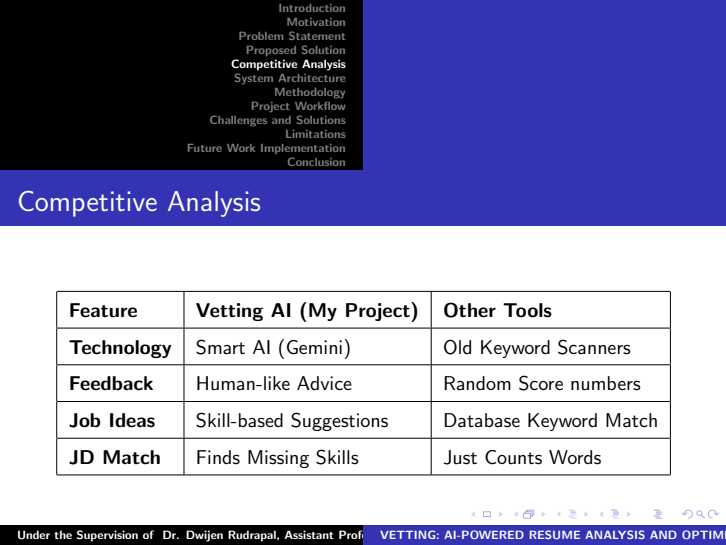 Introduction
Motivation
Problem Statement
Proposed Solution
Competitive Analysis
System Architecture
Methodology
Project Workflow
Challenges and Solutions
Limitations
Future Work Implementation
Conclusion
Competitive Analysis
Feature Vetting AI (My Project) Other Tools
Technology Smart AI (Gemini) Old Keyword Scanners
Feedback Human-like Advice Random Score numbers
Job Ideas Skill-based Suggestions Database Keyword Match
JD Match Finds Missing Skills Just Counts Words
Under the Supervision of Dr. Dwijen Rudrapal, Assistant Prof VETTING: AI-POWERED RESUME ANALYSIS AND OPTIM